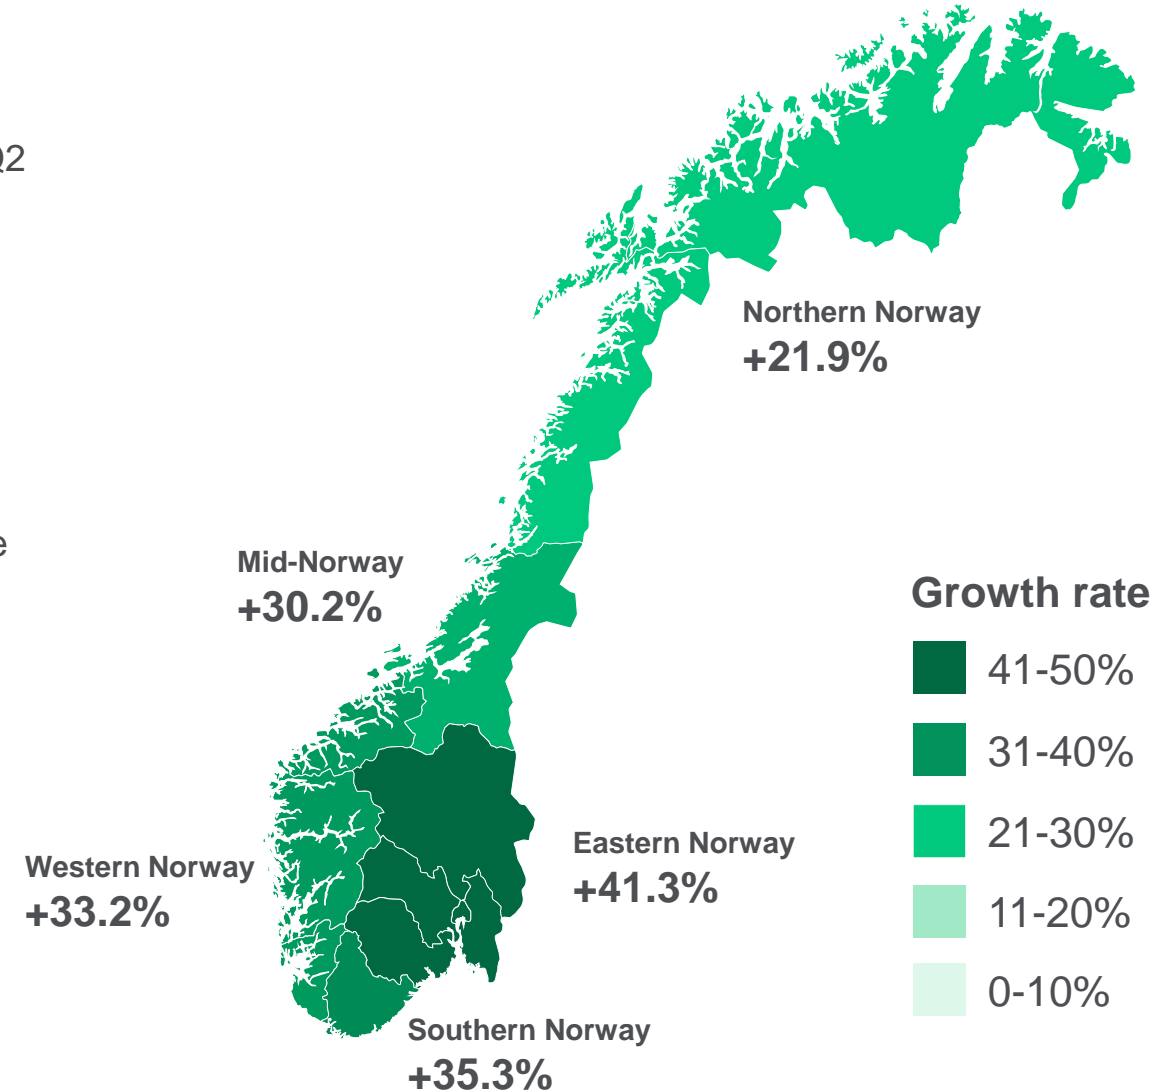 Q2
e
Northern Norway
+21.9%
Mid-Norway
+30.2%
Growth rate
41-50%
31-40%
21-30%
11-20%
0-10%
Eastern Norway
+41.3%
Western Norway
+33.2%
Southern Norway
+35.3%